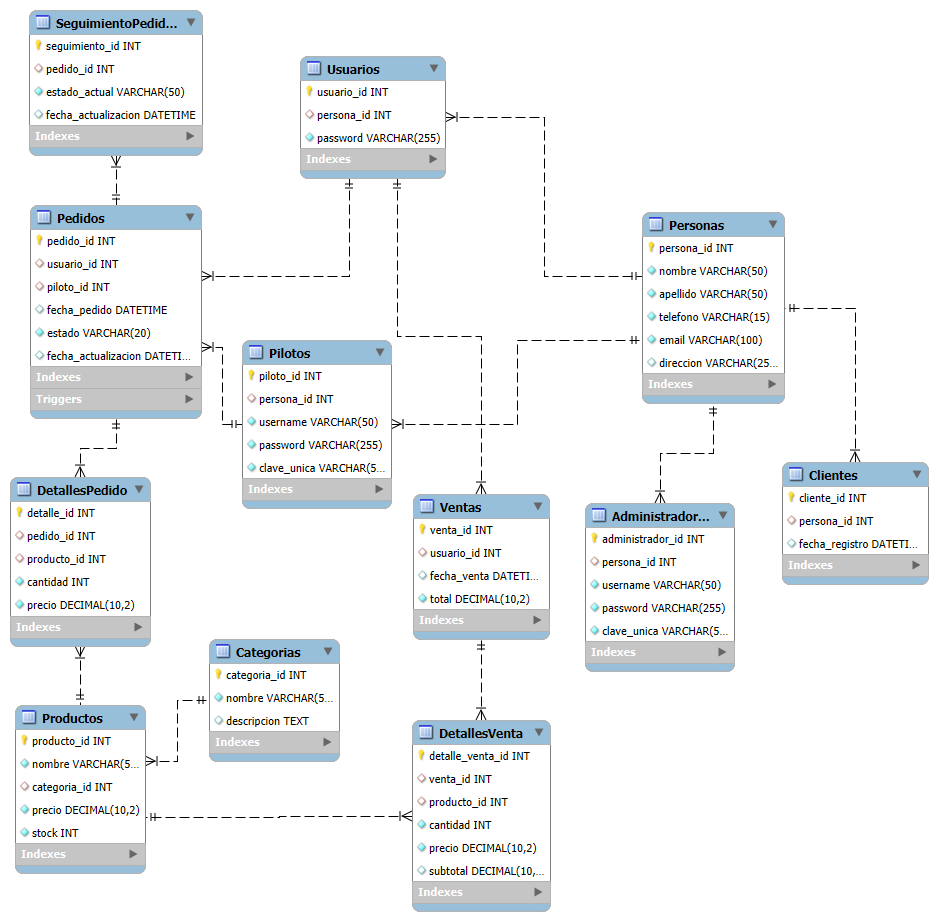 SeguimientoPedid...
seguimiento_id INT
pedido_id INT
estado_actual VARCHAR(50)
fecha_actualizacion DATETIME
Indexes
Usuarios
usuario_id INT
persona_id INT
password VARCHAR(255)
Indexes
Pedidos
pedido_id INT
usuario_id INT
piloto_id INT
fecha_pedido DATETIME
estado VARCHAR(20)
fecha_actualizacion DATETI...
Indexes
Triggers
Personas
persona_id INT
nombre VARCHAR(50)
apellido VARCHAR(50)
telefono VARCHAR(15)
email VARCHAR(100)
direccion VARCHAR(25...
Indexes
Pilotos
piloto_id INT
persona_id INT
username VARCHAR(50)
password VARCHAR(255)
clave_unica VARCHAR(5...
Indexes
DetallesPedido
detalle_id INT
pedido_id INT
producto_id INT
cantidad INT
precio DECIMAL(10,2)
Indexes
Ventas
venta_id INT
usuario_id INT
fecha_venta DATETI...
total DECIMAL(10,2)
Indexes
Administrador...
administrador_id INT
persona_id INT
username VARCHAR(50)
password VARCHAR(255)
clave_unica VARCHAR(5...
Indexes
Clientes
cliente_id INT
persona_id INT
fecha_registro DATETI...
Indexes
Categorias
categoria_id INT
nombre VARCHAR(5...
descripcion TEXT
Indexes
Productos
producto_id INT
nombre VARCHAR(5...
categoria_id INT
precio DECIMAL(10,2)
stock INT
Indexes
DetallesVenta
detalle_venta_id INT
venta_id INT
producto_id INT
cantidad INT
precio DECIMAL(10,2)
subtotal DECIMAL(10,...
Indexes